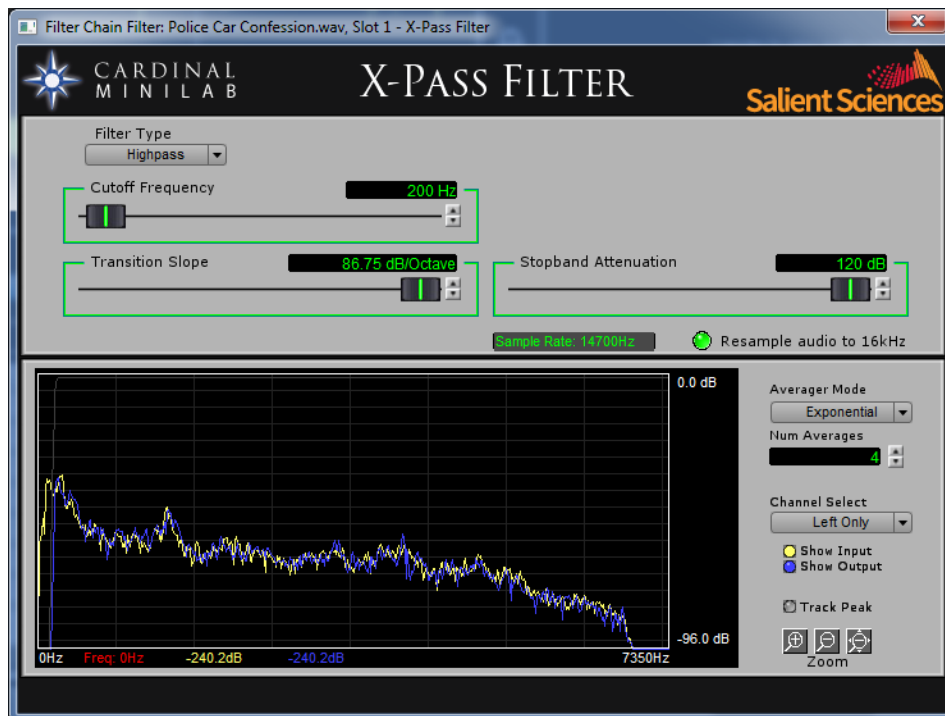 Filter Chain Filter: Police Car Confession.wav, Slot 1 - X-Pass Filter
CARDINAL
MINILAB
X-PASS FILTER
Salient Sciences
Filter Type
Highpass
Cutoff Frequency
200 Hz
Transition Slope
86.75 dB/Octave
Stopband Attenuation
120 dB
Sample Rate: 14700Hz
Resample audio to 16kHz
0.0 dB
-96.0 dB
0Hz
Freq: 0Hz
-240.2dB
-240.2dB
7350Hz
Averager Mode
Exponential
Num Averages
4
Channel Select
Left Only
Show Input
Show Output
Track Peak
Zoom